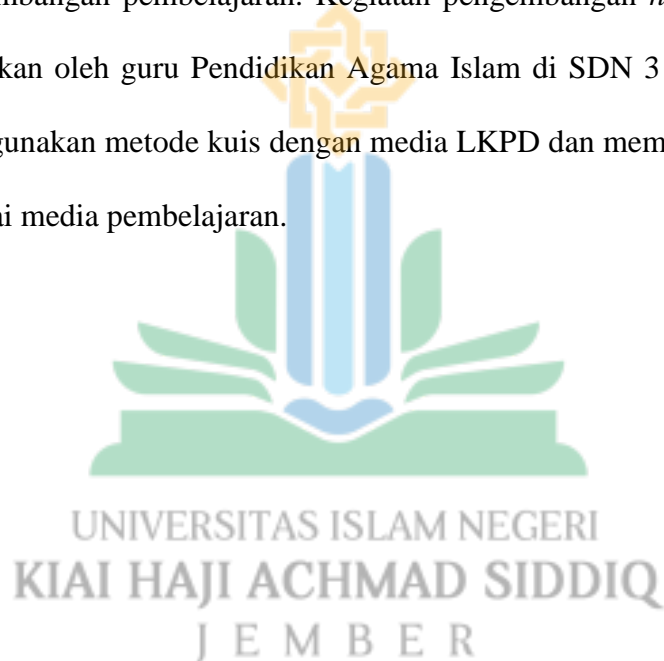 mbangan pembelajaran. Kegiatan pengembangan
kan oleh guru Pendidikan Agama Islam di SDN 3
gunakan metode kuis dengan media LKPD dan mem
ai media pembelajaran.
UNIVERSITAS ISLAM NEGERI
KIAI HAJI ACHMAD SIDDIQ
JEMBER